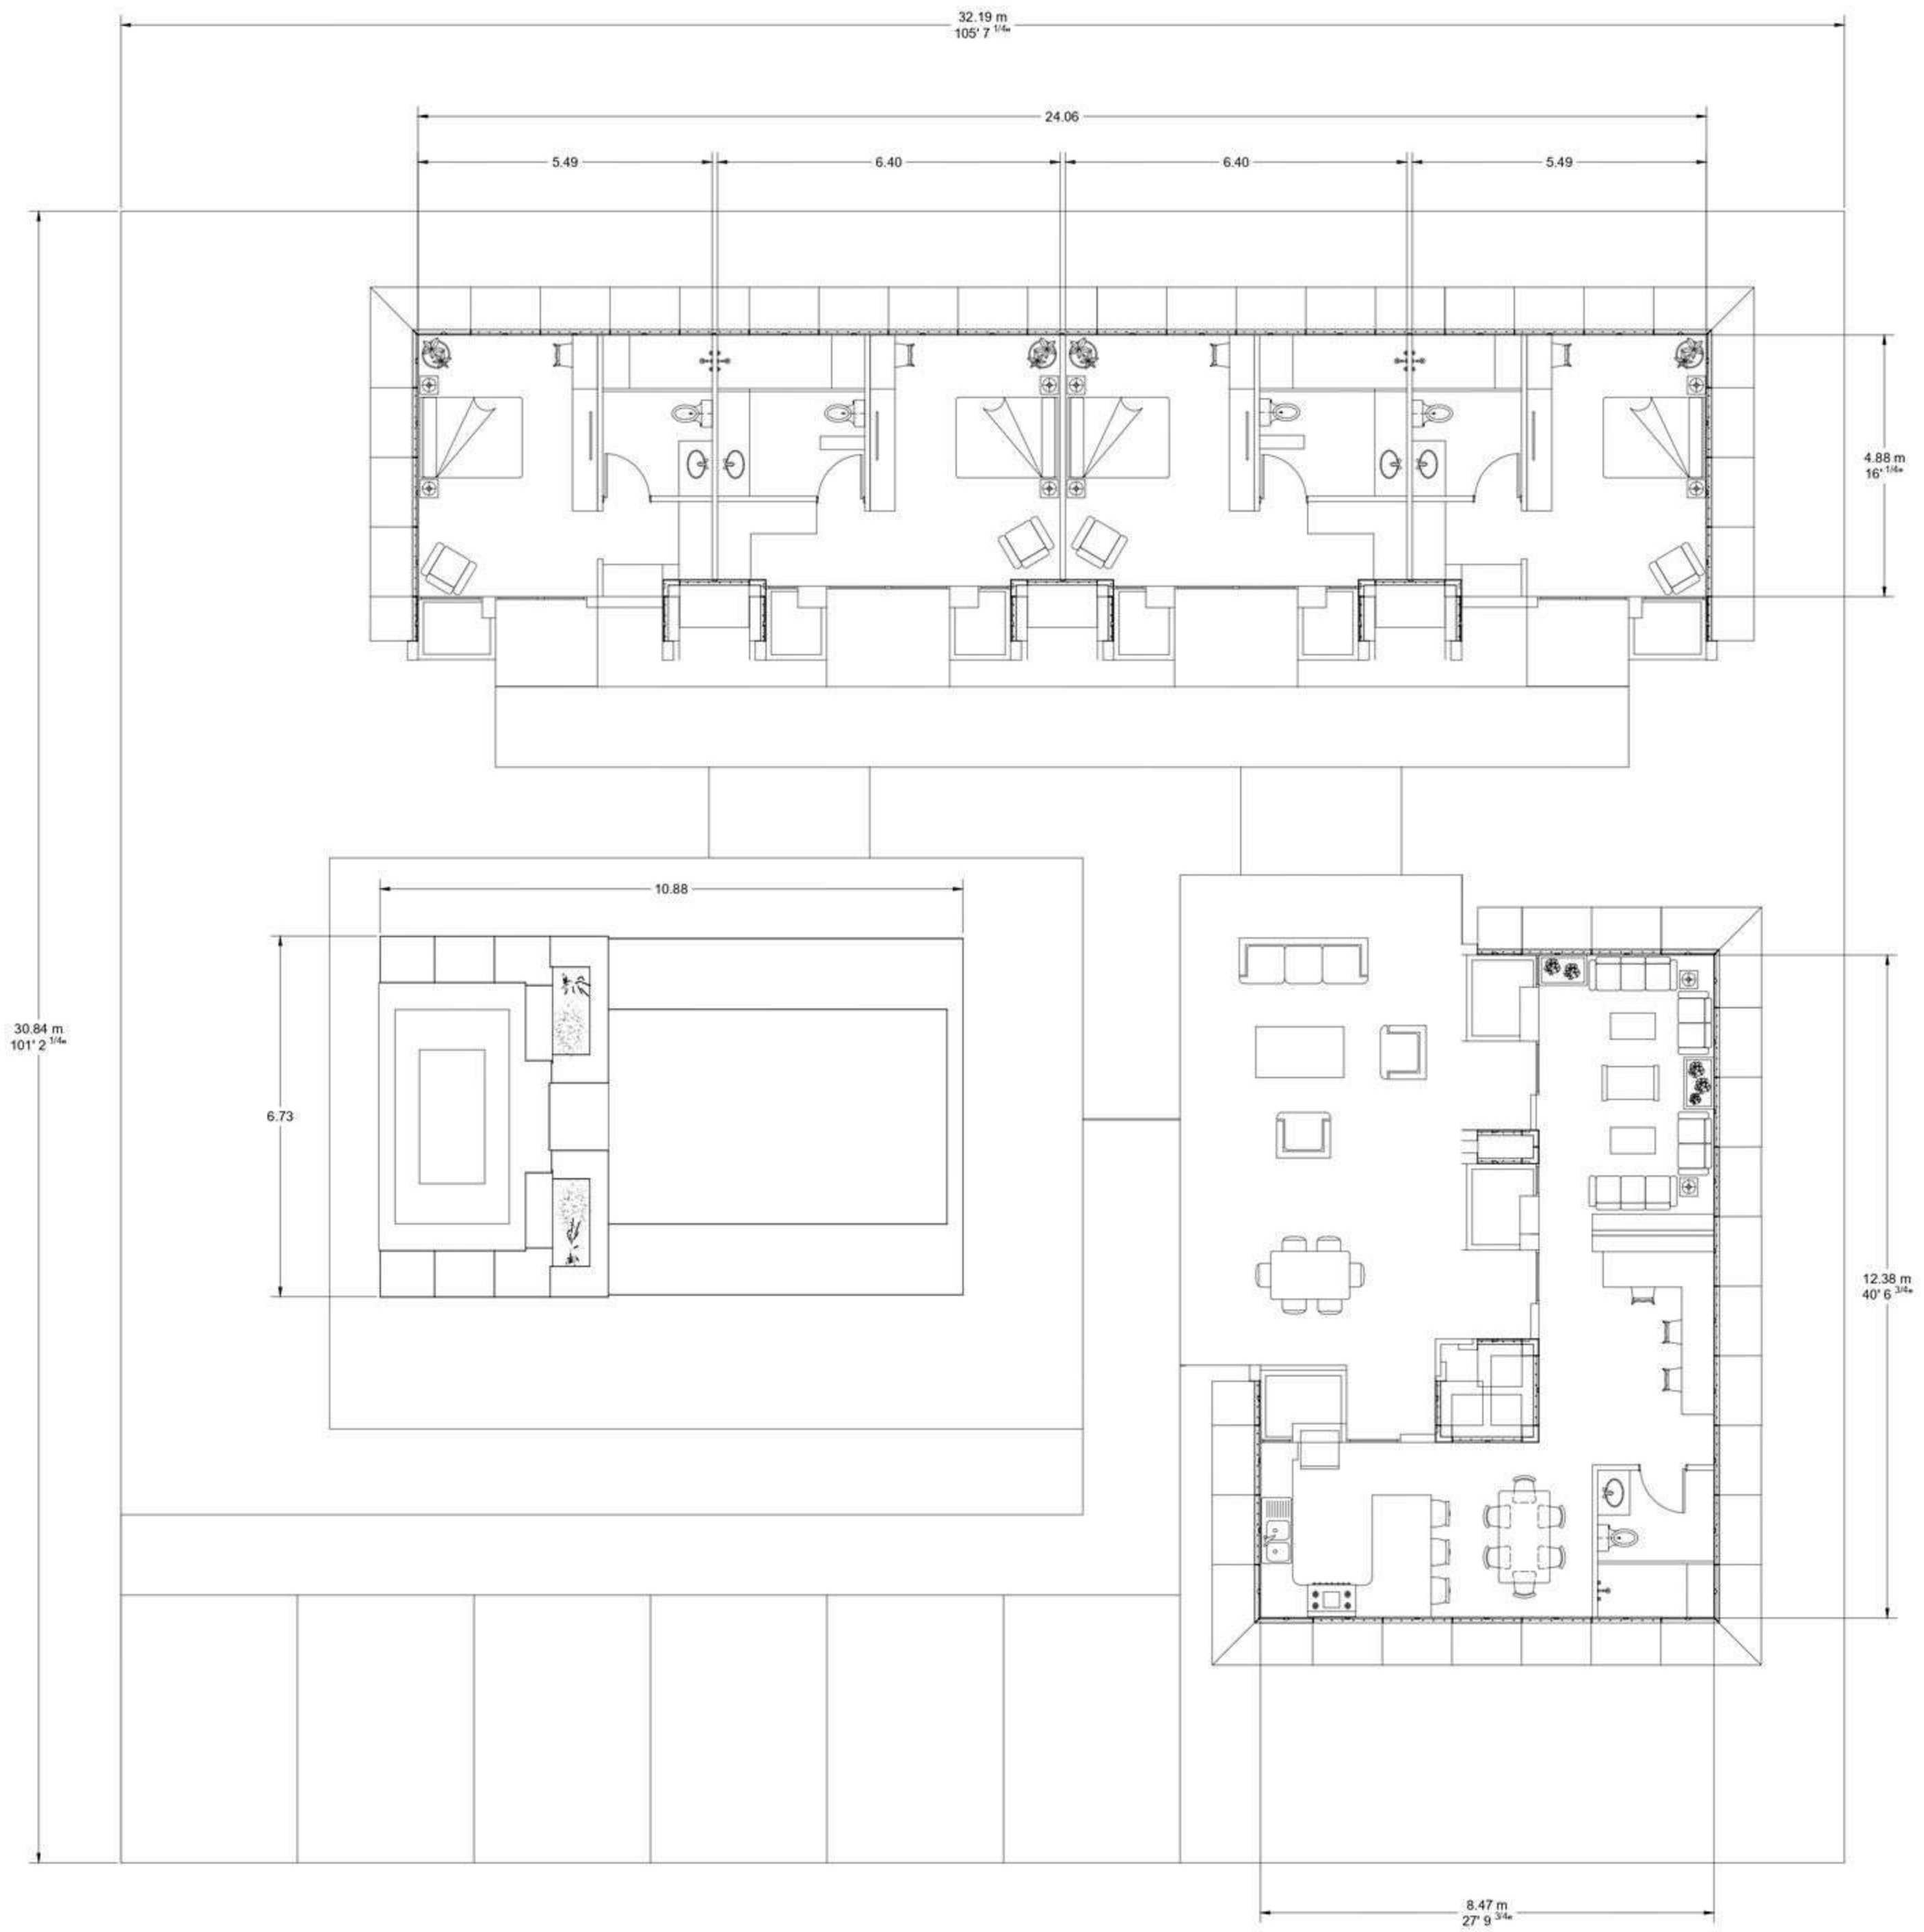 32.19 m
105' 7 1/4"
24.06
5.49
6.40
6.40
5.49
4.88 m
16' 1/4"
10.88
6.73
30.84 m
101' 2 1/4"
12.38 m
40' 6 3/4"
8.47 m
27' 9 3/4"